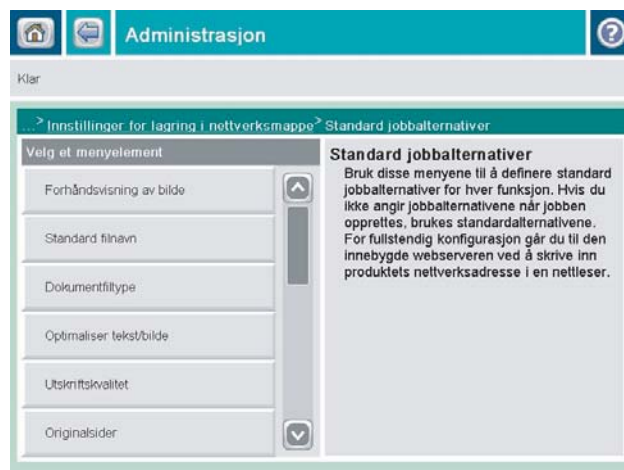 Administrasjon
Klar
...> Innstillinger for lagring i nettverksmappe> Standard jobbalternativer
Velg et menyelement
Forhåndsvisning av bilde
Standard filnavn
Dokumentfiltype
Optimaliser tekst/bilde
Utskriftskvalitet
Originalsider
Standard jobbalternativer
Bruk disse menyene til å definere standard
jobbalternativer for hver funksjon. Hvis du
ikke angir jobbalternativene når jobben
opprettes, brukes standardalternativene.
For fullstendig konfigurasjon går du til den
innebygde webserveren ved å skrive inn
produktets nettverksadresse i en nettleser.